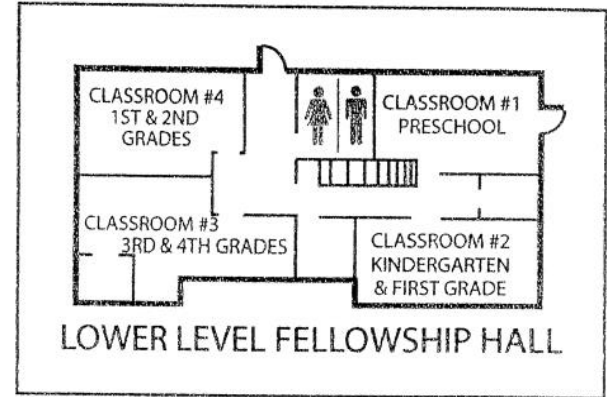 CLASSROOM #4
1ST & 2ND
GRADES
CLASSROOM #1
PRESCHOOL
CLASSROOM #3
3RD & 4TH GRADES
CLASSROOM #2
KINDERGARTEN
& FIRST GRADE
LOWER LEVEL FELLOWSHIP HALL